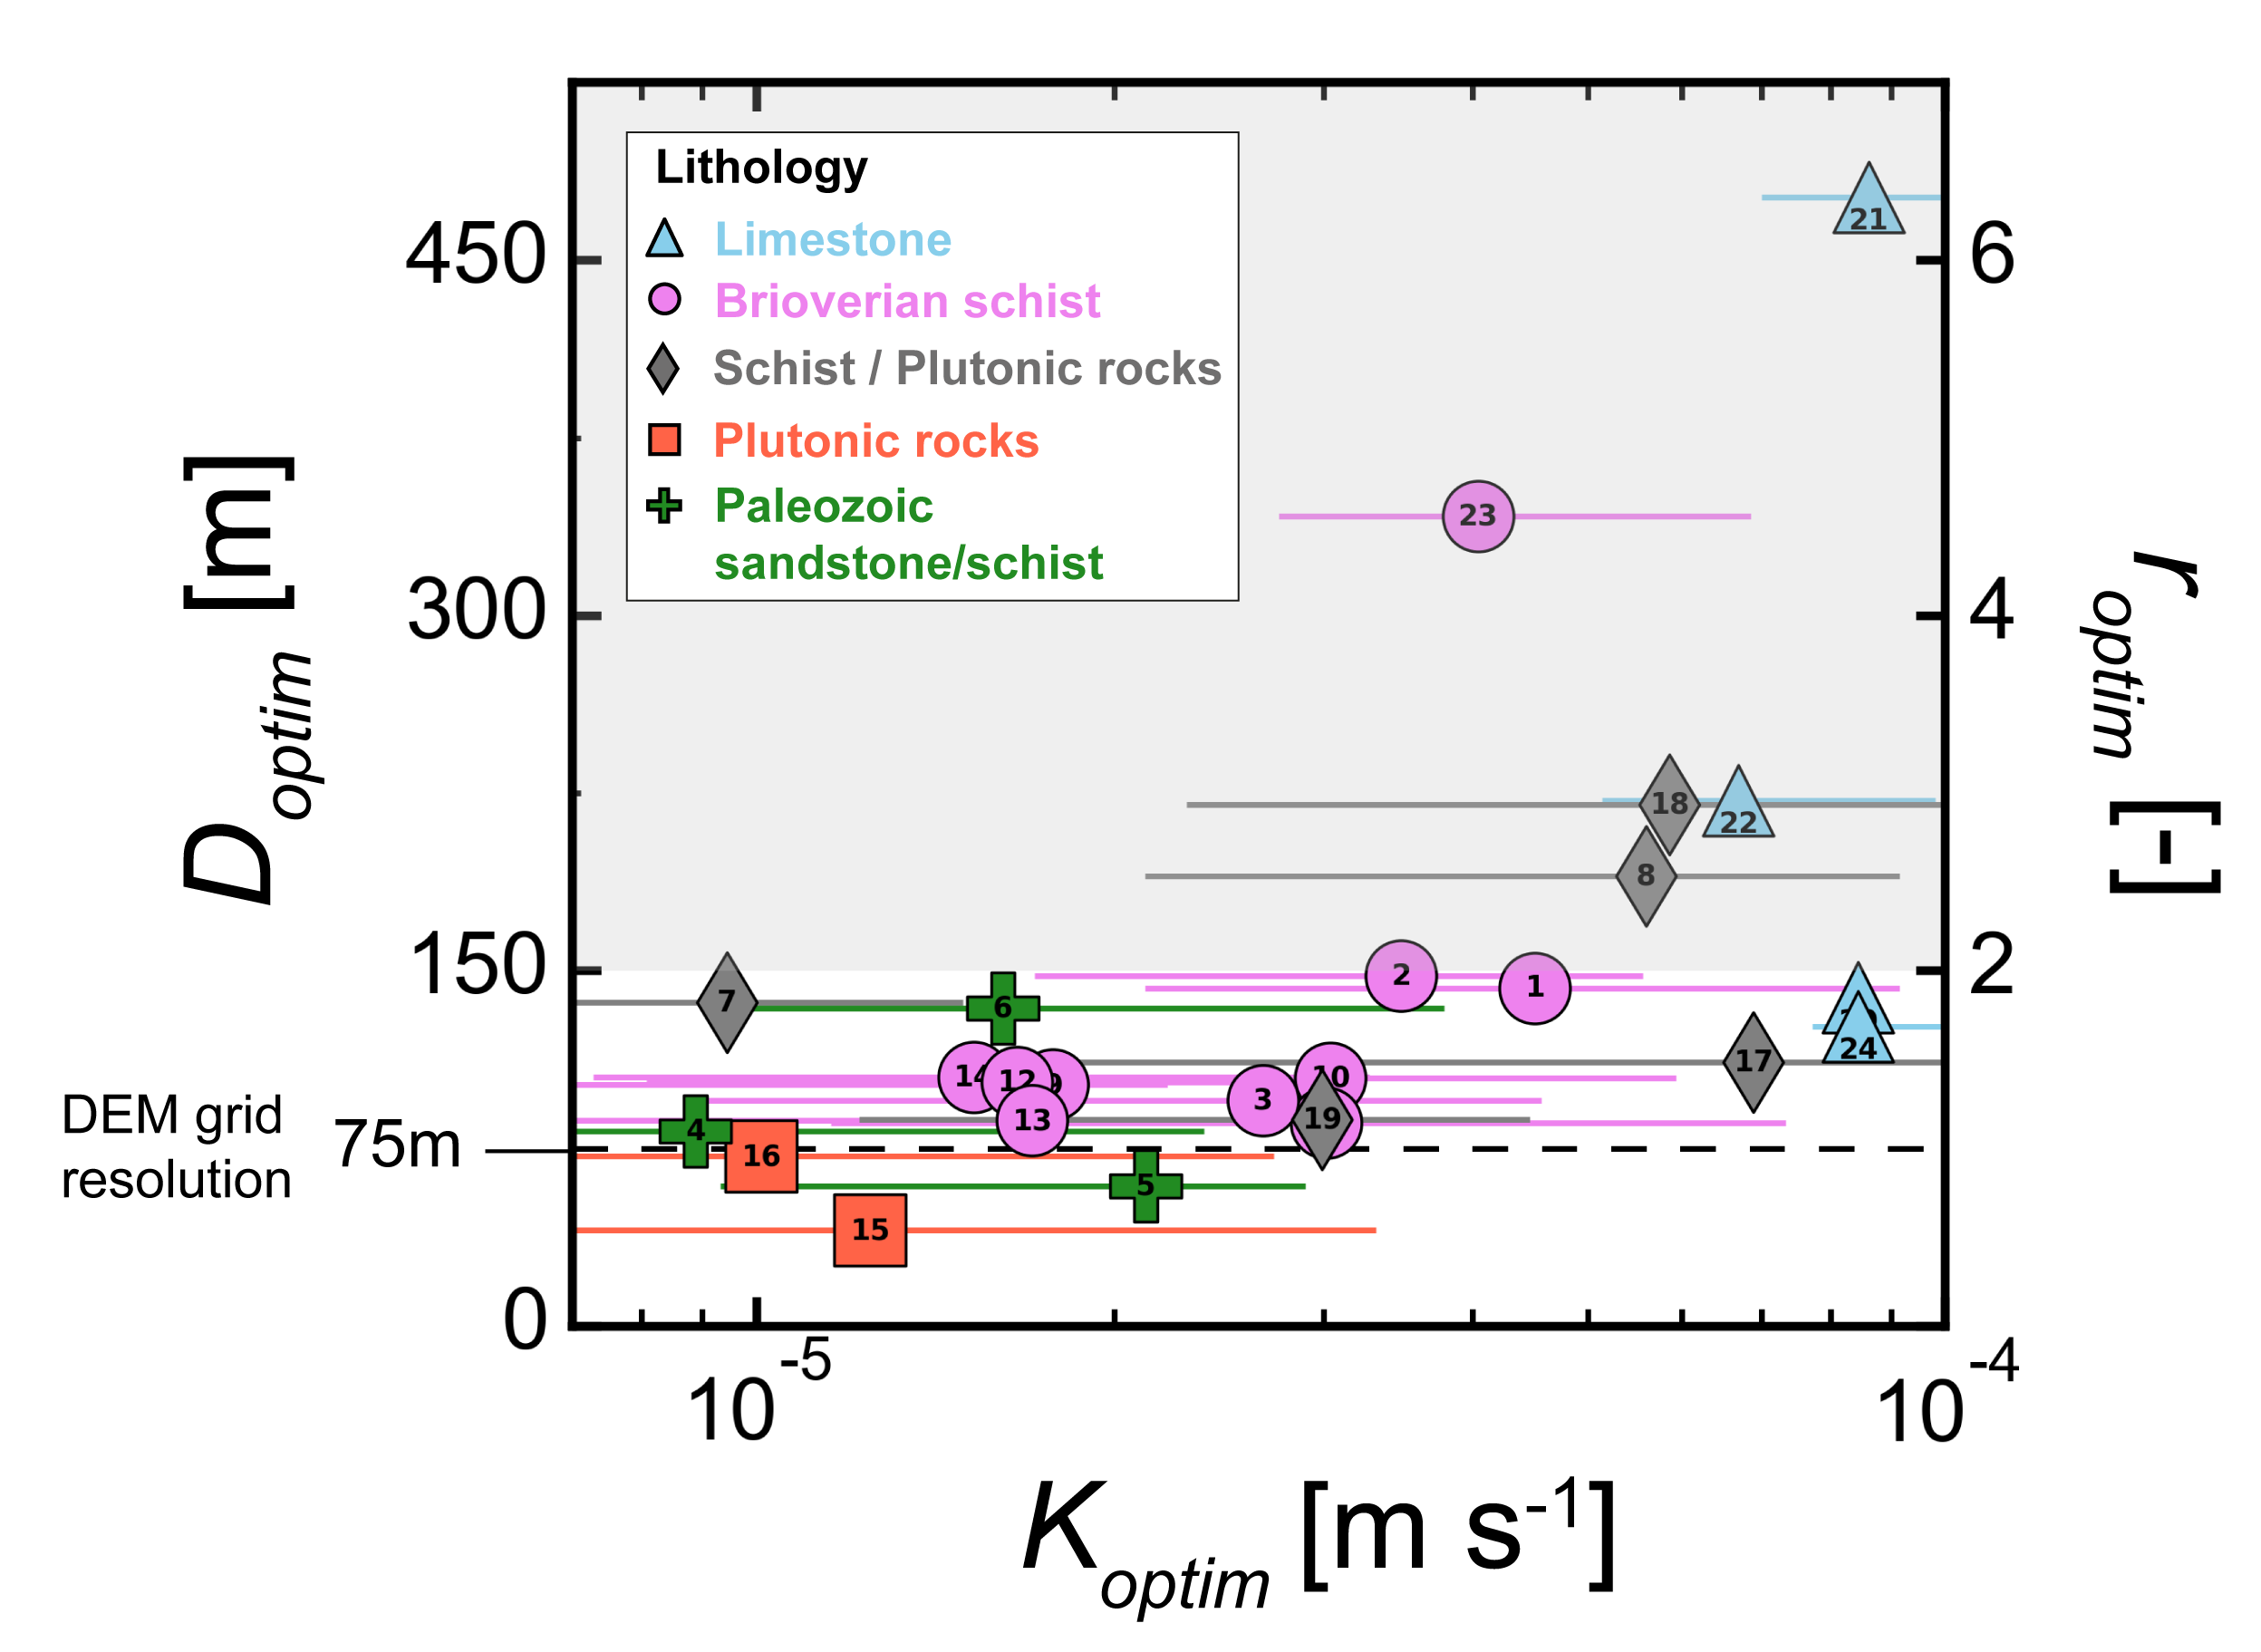 Lithology
Limestone
Brioverian schist
Schist / Plutonic rocks
Plutonic rocks
Paleozoic
sandstone/schist
D optim [m]
450
300
150
75m
0
DEM grid
resolution
6
4
2
r optim [-]
21
23
18
22
8
2
1
7
6
24
17
14
12
9
10
3
13
19
4
16
5
15
10-5
10-4
K optim [m s-1]